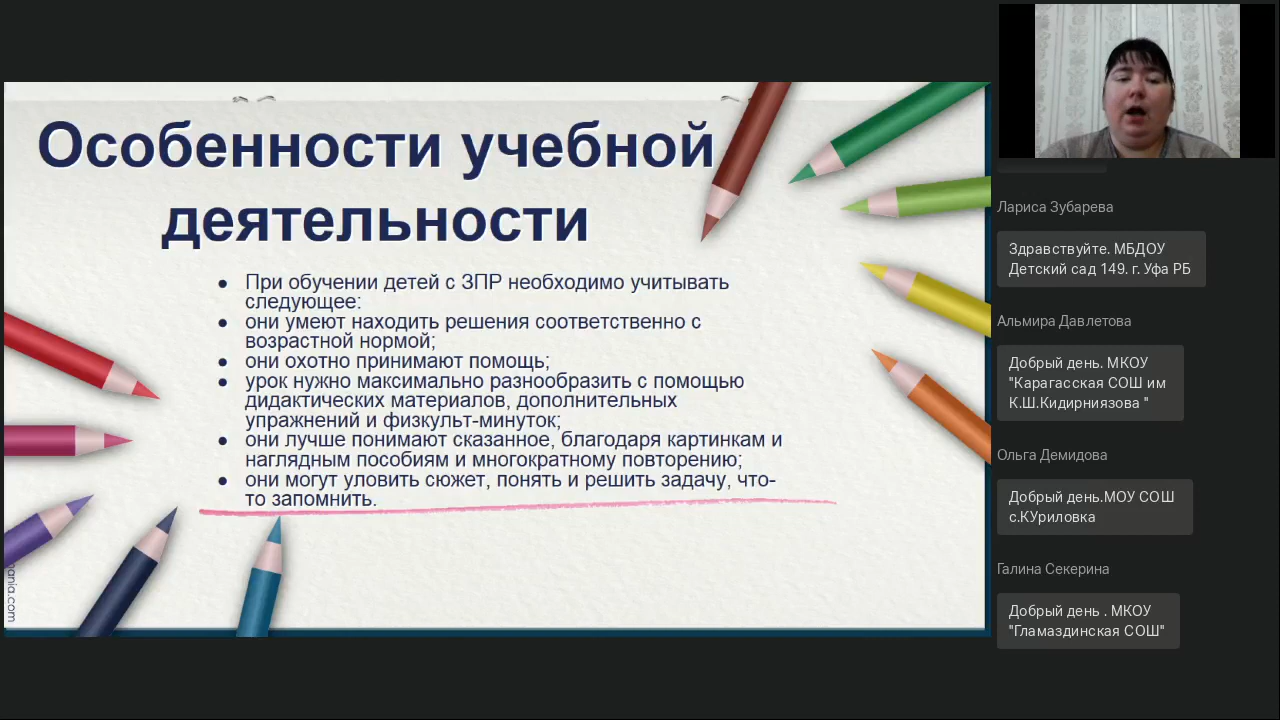 Особенности учебной
деятельности
● При обучении детей с ЗПР необходимо учитывать
следующее:
● они умеют находить решения соответственно с
возрастной нормой;
● они охотно принимают помощь;
● урок нужно максимально разнообразить с помощью
дидактических материалов, дополнительных
упражнений и физкульт-минуток;
● они лучше понимают сказанное, благодаря картинкам и
наглядным пособиям и многократному повторению;
● они могут уловить сюжет, понять и решить задачу, что-
то запомнить.
ania.com
Лариса Зубарева
Здравствуйте. МБДОУ
Детский сад 149. г. Уфа РБ
Альмира Давлетова
Добрый день. МКОУ
"Карагасская СОШ им
К.Ш.Кидирниязова "
Ольга Демидова
Добрый день.МОУ СОШ
с.КУриловка
Галина Секерина
Добрый день . МКОУ
"Гламаздинская СОШ"